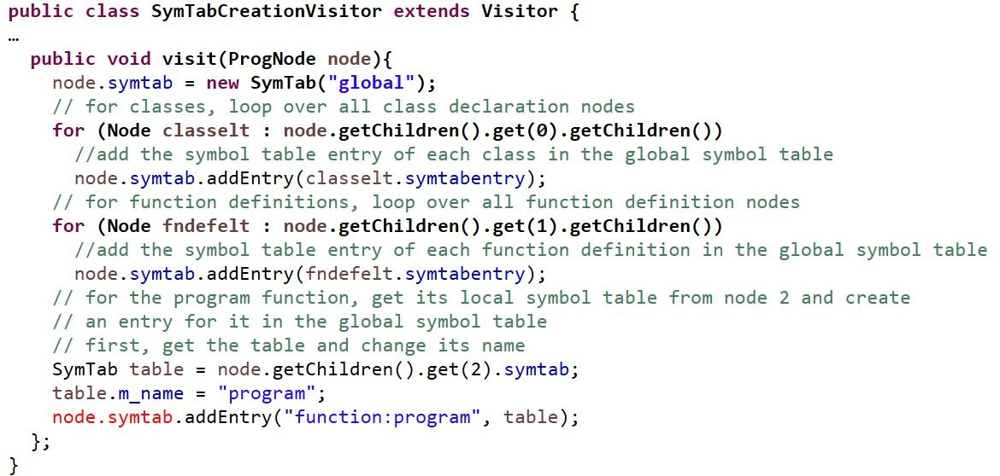 public class SymTabCreationVisitor extends Visitor {
…
  public void visit(ProgNode node){
    node.symtab = new SymTab("global");
    // for classes, loop over all class declaration nodes
    for (Node classelt : node.getChildren().get(0).getChildren())
      //add the symbol table entry of each class in the global symbol table
      node.symtab.addEntry(classelt.symtabentry);
    // for function definitions, loop over all function definition nodes
    for (Node fndefelt : node.getChildren().get(1).getChildren())
      //add the symbol table entry of each function definition in the global symbol table
      node.symtab.addEntry(fndefelt.symtabentry);
    // for the program function, get its local symbol table from node 2 and create
    // an entry for it in the global symbol table
    // first, get the table and change its name
    SymTab table = node.getChildren().get(2).symtab;
    table.m_name = "program";
    node.symtab.addEntry("function:program", table);
  };
}